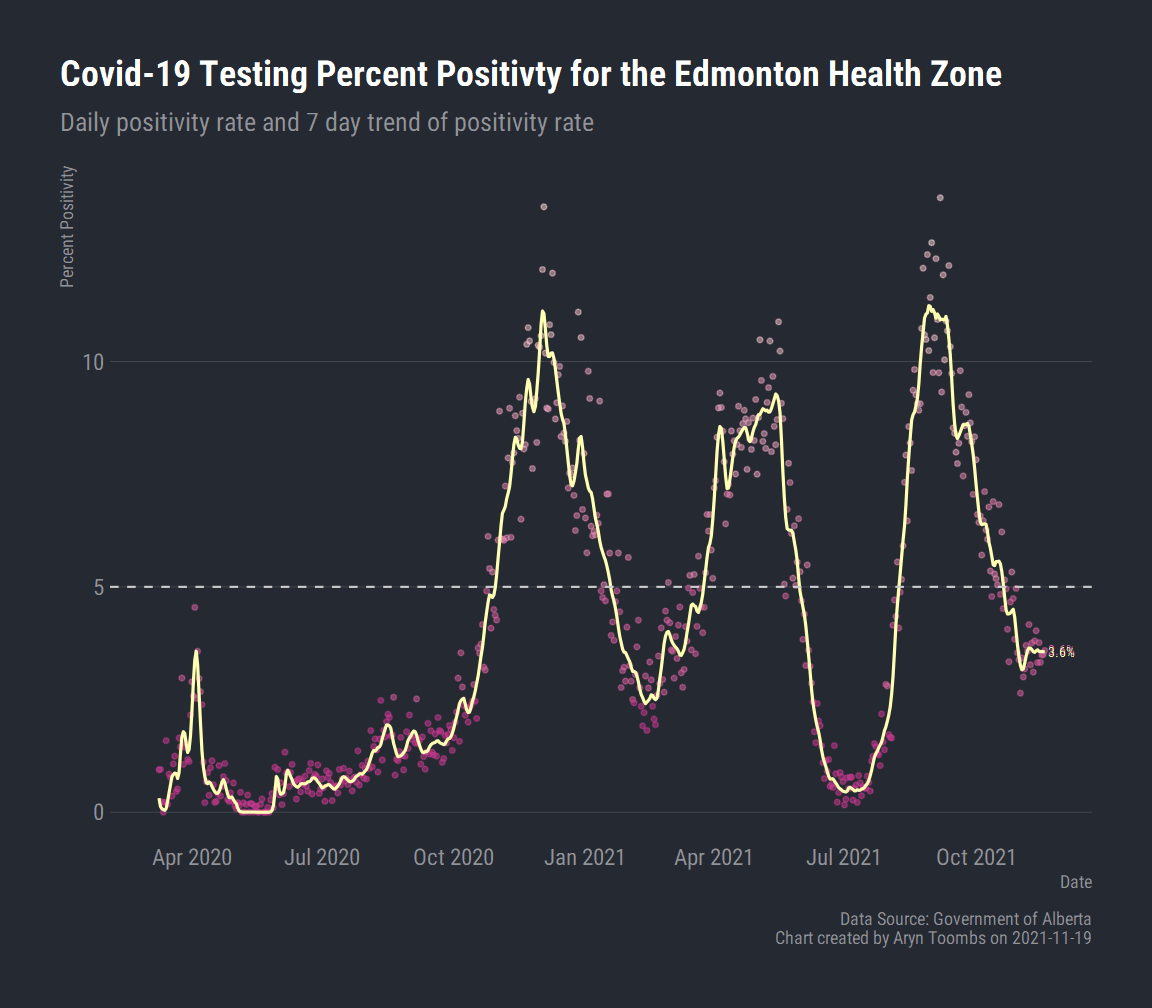 Covid-19 Testing Percent Positivty for the Edmonton Health Zone
Daily positivity rate and 7 day trend of positivity rate
Percent Positivity
10
5
0
3.6%
Apr 2020 Jul 2020 Oct 2020 Jan 2021 Apr 2021 Jul 2021 Oct 2021
Date
Data Source: Government of Alberta
Chart created by Aryn Toombs on 2021-11-19